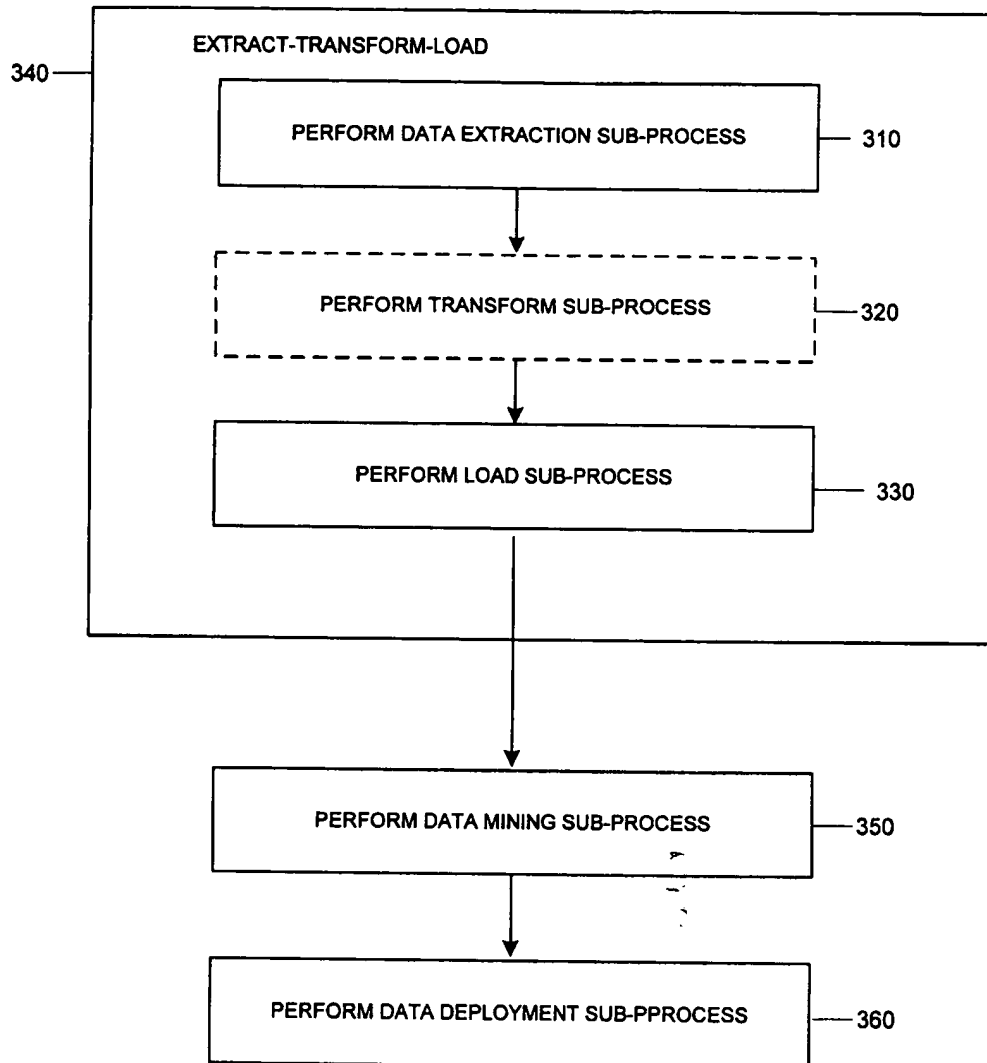 EXTRACT-TRANSFORM-LOAD
340
PERFORM DATA EXTRACTION SUB-PROCESS
310
PERFORM TRANSFORM SUB-PROCESS
320
PERFORM LOAD SUB-PROCESS
330
PERFORM DATA MINING SUB-PROCESS
350
PERFORM DATA DEPLOYMENT SUB-PPROCESS
360